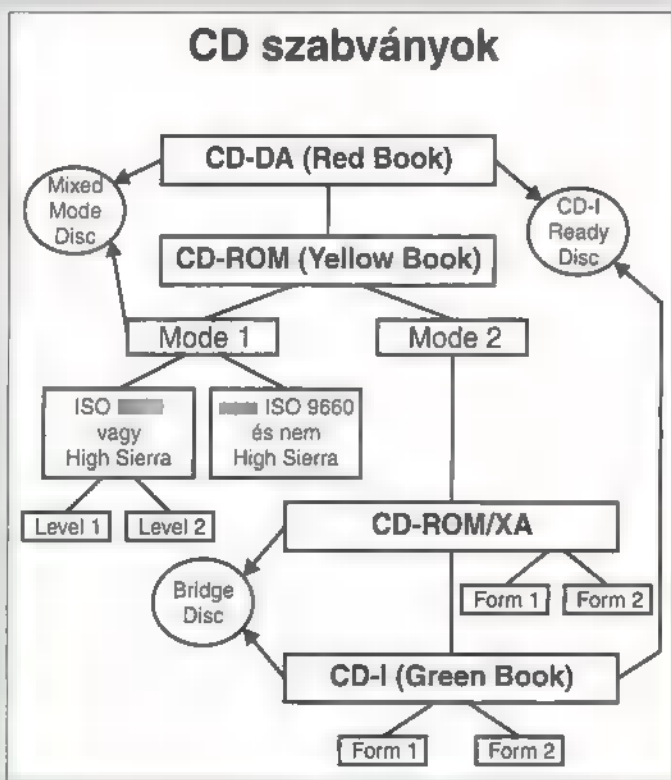 CD szabványok
CD-DA (Red Book)
Mixed
Mode
Disc
CD-I
Ready
Disc
CD-ROM (Yellow Book)
Mode 1
Mode 2
ISO
vagy
High Sierra
ISO 9660
és nem
High Sierra
Level 1
Level 2
CD-ROM/XA
Form 1
Form 2
Bridge
Disc
CD-I (Green Book)
Form 1
Form 2